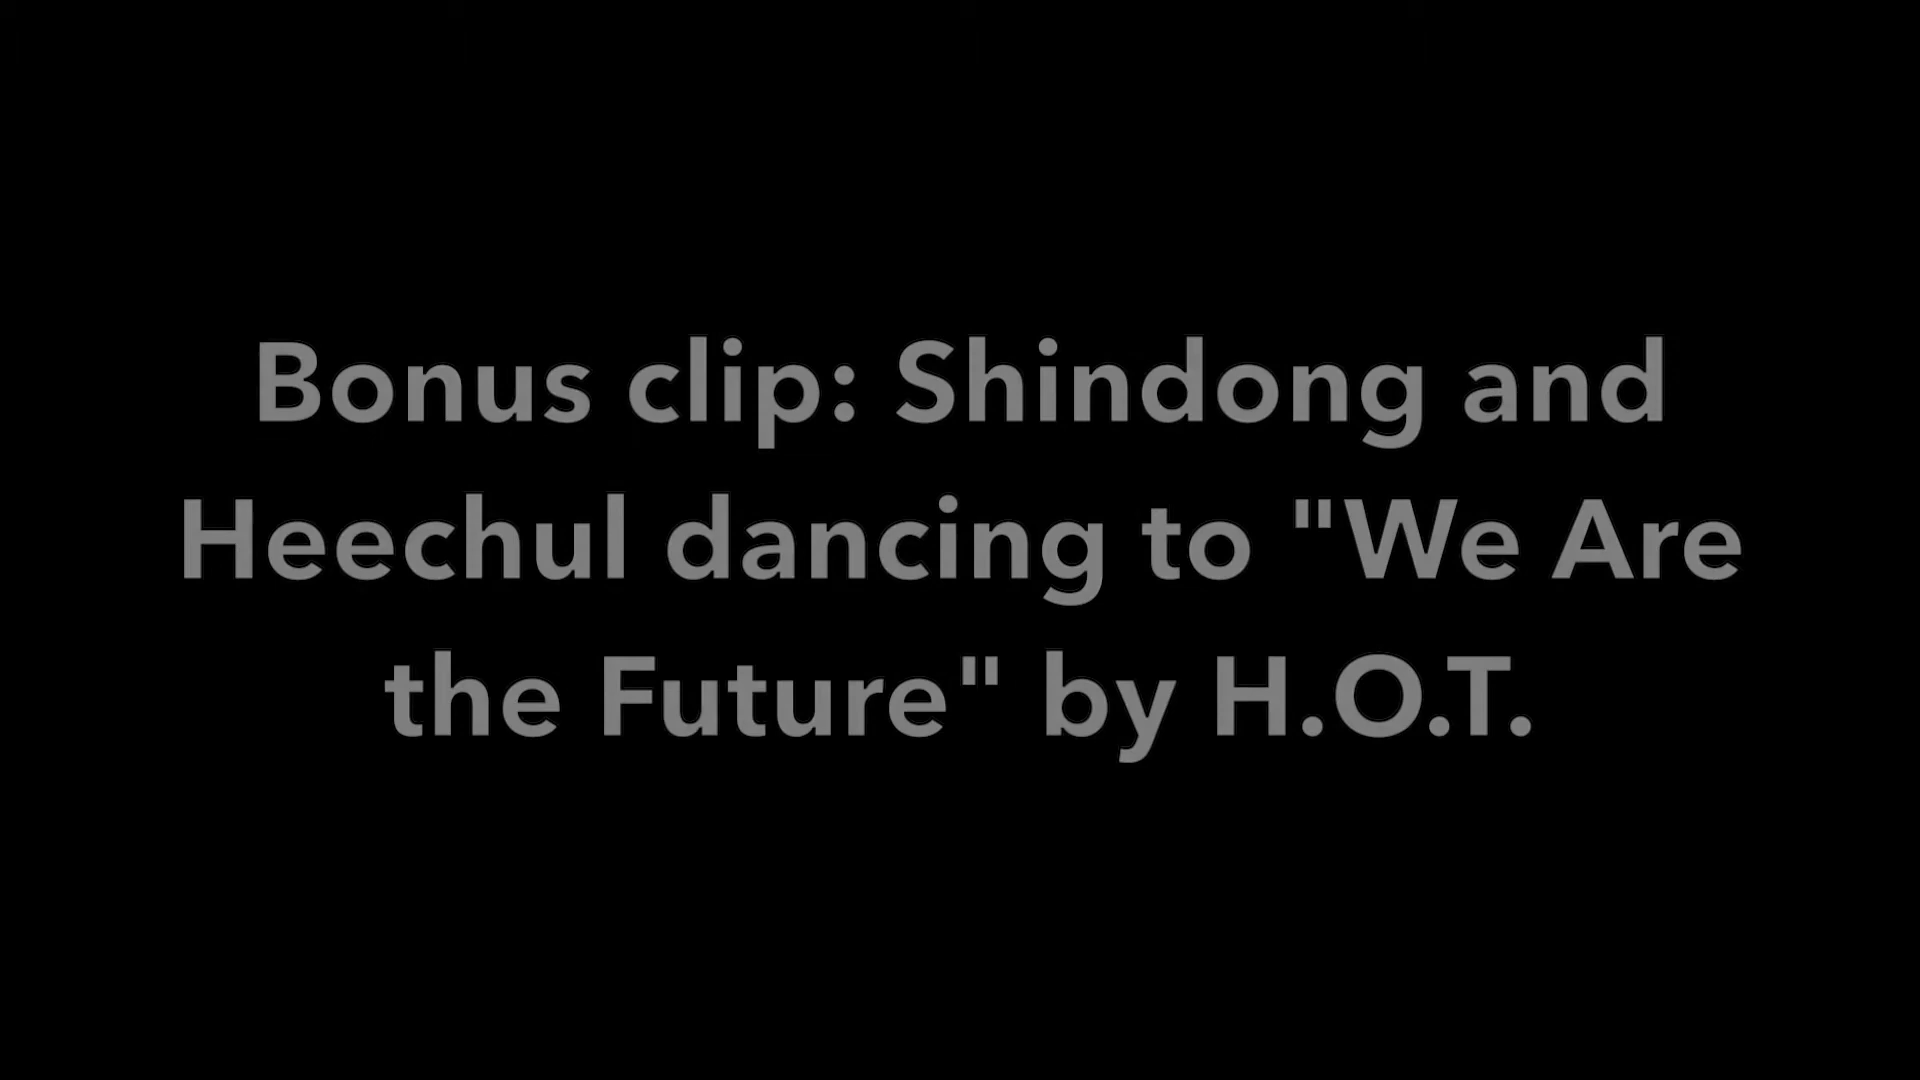 Bonus clip: Shindong and
Heechul dancing to "We Are
the Future" by H.O.T.